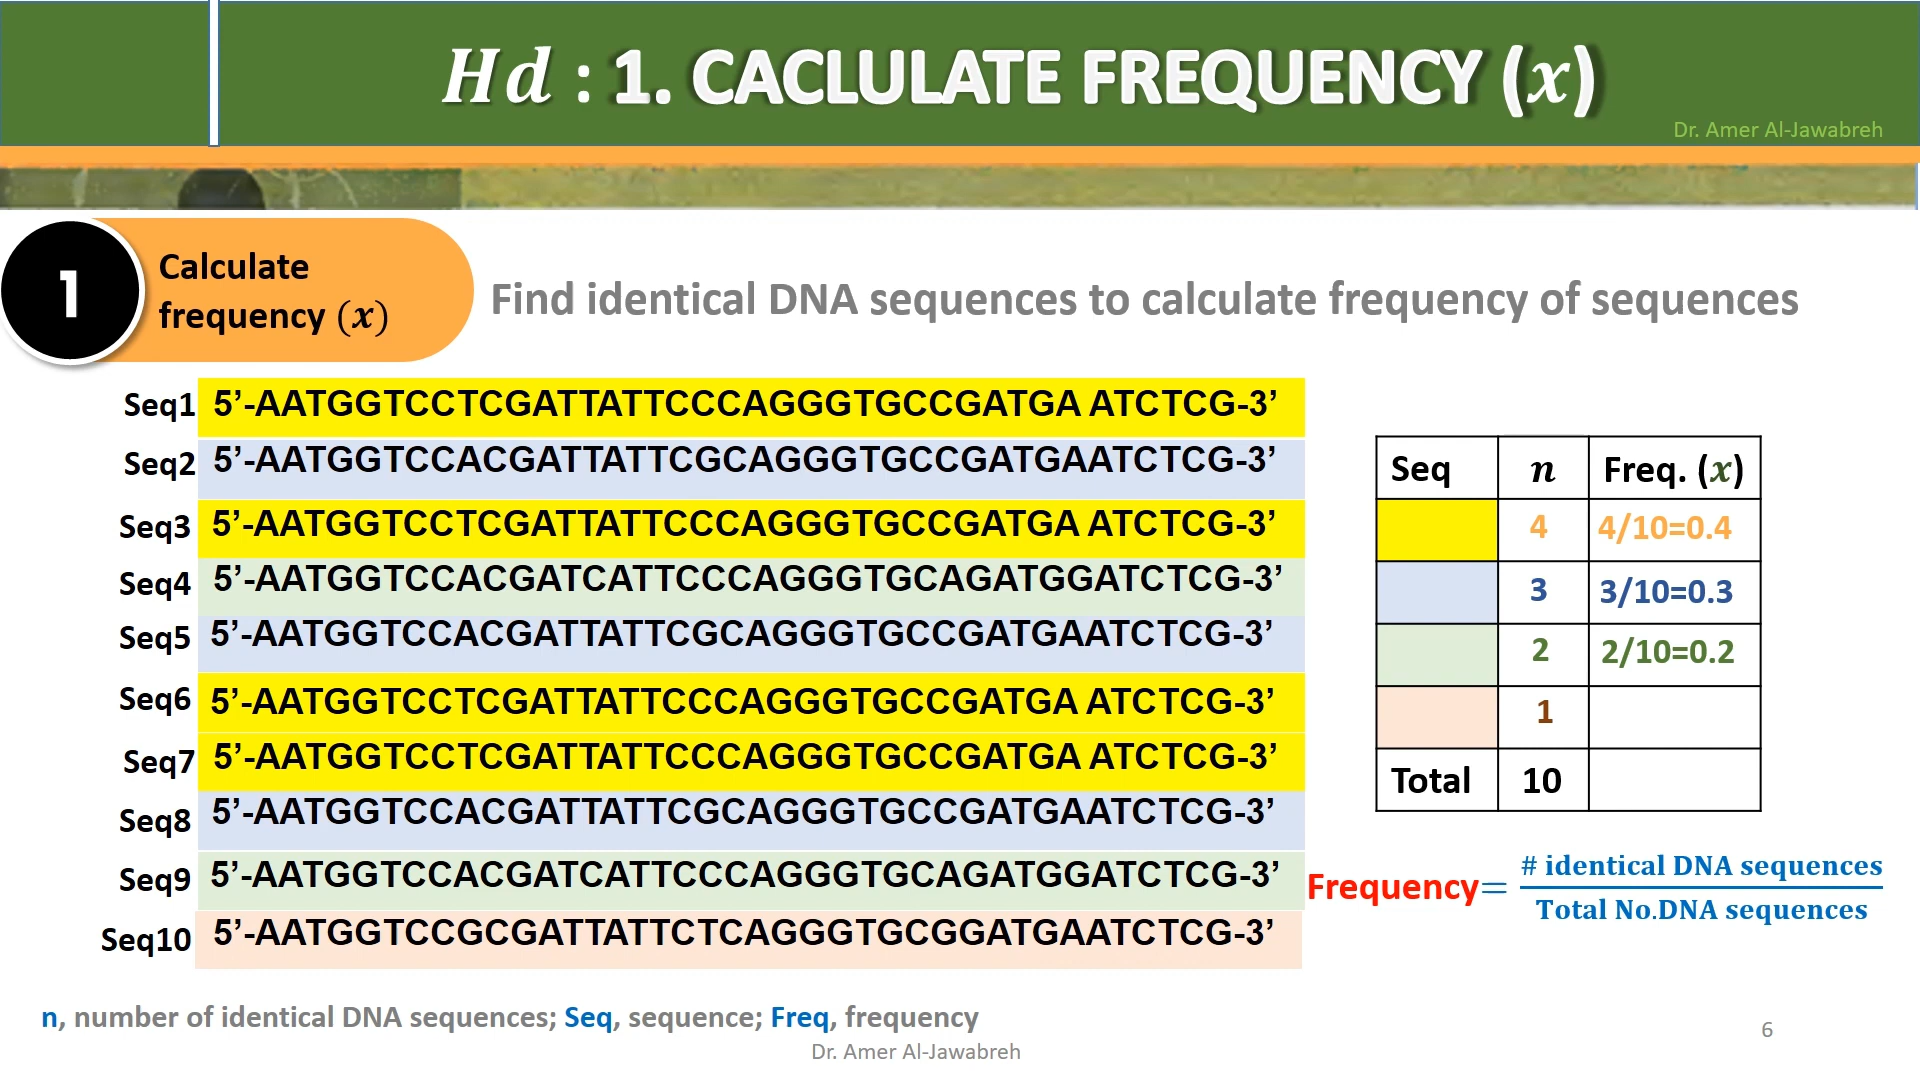 Hd : 1. CACLULATE FREQUENCY (x)
Dr. Amer Al-Jawabreh
1
Calculate
frequency (x)
Find identical DNA sequences to calculate frequency of sequences
Seq1 5’-AATGGTCCTCGATTATTCCCAGGGTGCCGATGA ATCTCG-3’
Seq2 5’-AATGGTCCACGATTATTCGCAGGGTGCCGATGAATCTCG-3’
Seq3 5’-AATGGTCCTCGATTATTCCCAGGGTGCCGATGA ATCTCG-3’
Seq4 5’-AATGGTCCACGATCATTCCCAGGGTGCAGATGGATCTCG-3’
Seq5 5’-AATGGTCCACGATTATTCGCAGGGTGCCGATGAATCTCG-3’
Seq6 5’-AATGGTCCTCGATTATTCCCAGGGTGCCGATGA ATCTCG-3’
Seq7 5’-AATGGTCCTCGATTATTCCCAGGGTGCCGATGA ATCTCG-3’
Seq8 5’-AATGGTCCACGATTATTCGCAGGGTGCCGATGAATCTCG-3’
Seq9 5’-AATGGTCCACGATCATTCCCAGGGTGCAGATGGATCTCG-3’
Seq10 5’-AATGGTCCGCGATTATTCTCAGGGTGCGGATGAATCTCG-3’
Seq n Freq. (x)
4 4/10=0.4
3 3/10=0.3
2 2/10=0.2
1
Total 10
# identical DNA sequences
Frequency=
Total No.DNA sequences
n, number of identical DNA sequences; Seq, sequence; Freq, frequency
Dr. Amer Al-Jawabreh
6